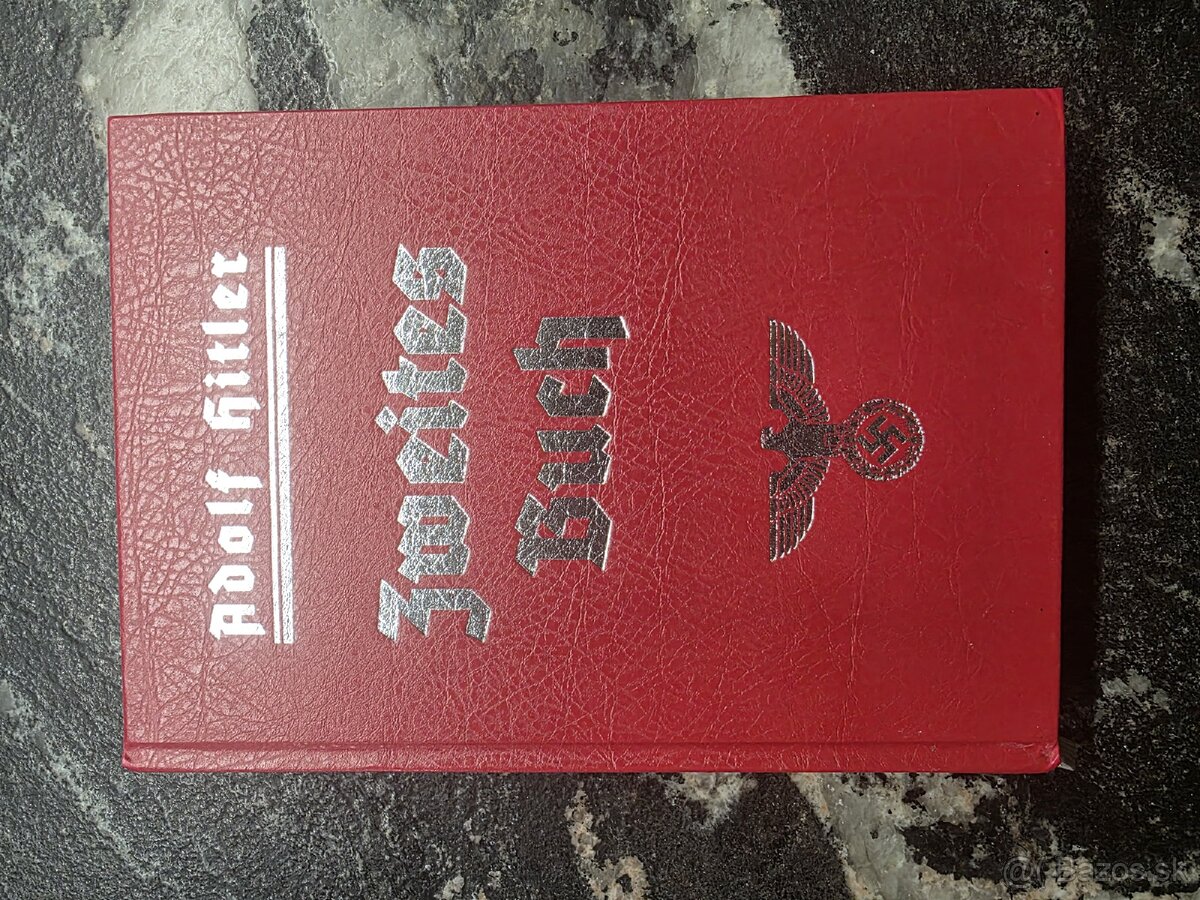 Adolf Hitler
Zweites
Buch
@Bazos.sk